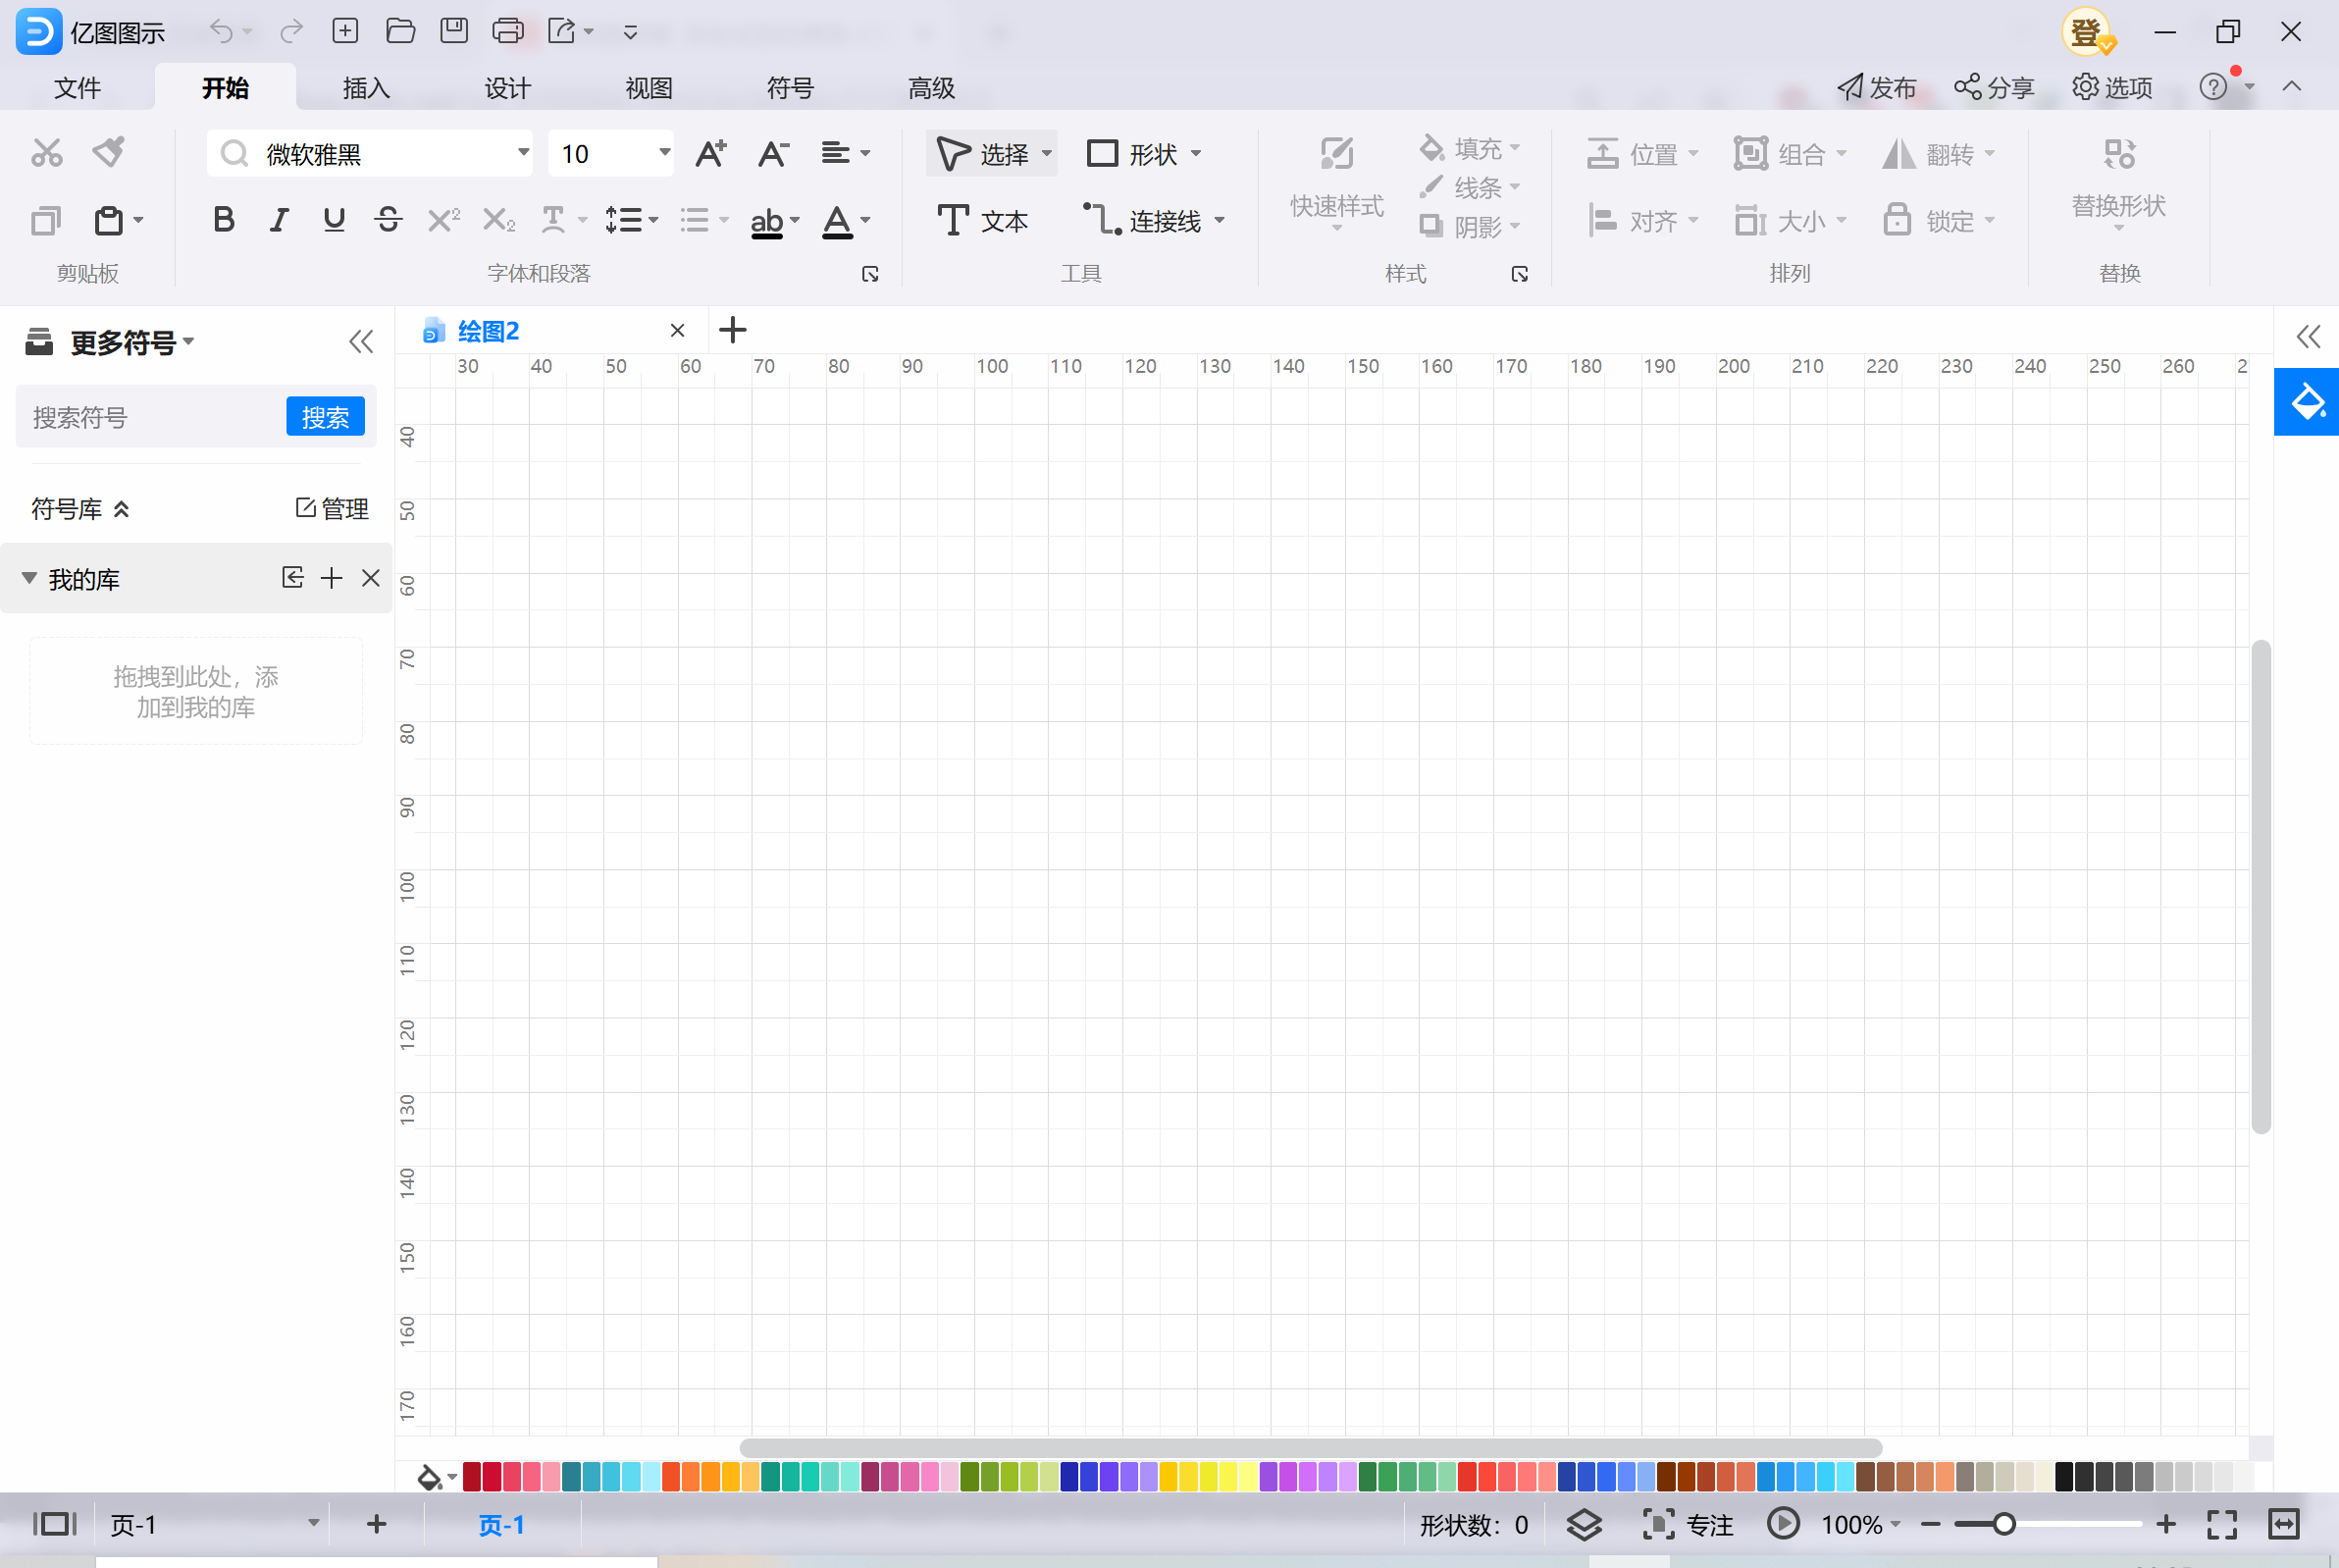 亿图图示
登
文件 开始 插入 设计 视图 符号 高级 发布 分享 选项
微软雅黑 10 选择 形状 填充 位置 组合 翻转
线条
快速样式 替换形状
文本 连接线 阴影 对齐 大小 锁定
剪贴板 字体和段落 工具 样式 排列 替换
更多符号 绘图2
30 40 50 60 70 80 90 100 110 120 130 140 150 160 170 180 190 200 210 220 230 240 250 260 2
搜索符号 搜索
符号库 管理
我的库
拖拽到此处，添
加到我的库
40
50
60
70
80
90
100
110
120
130
140
150
160
170
页-1 页-1 形状数：0 专注 100%